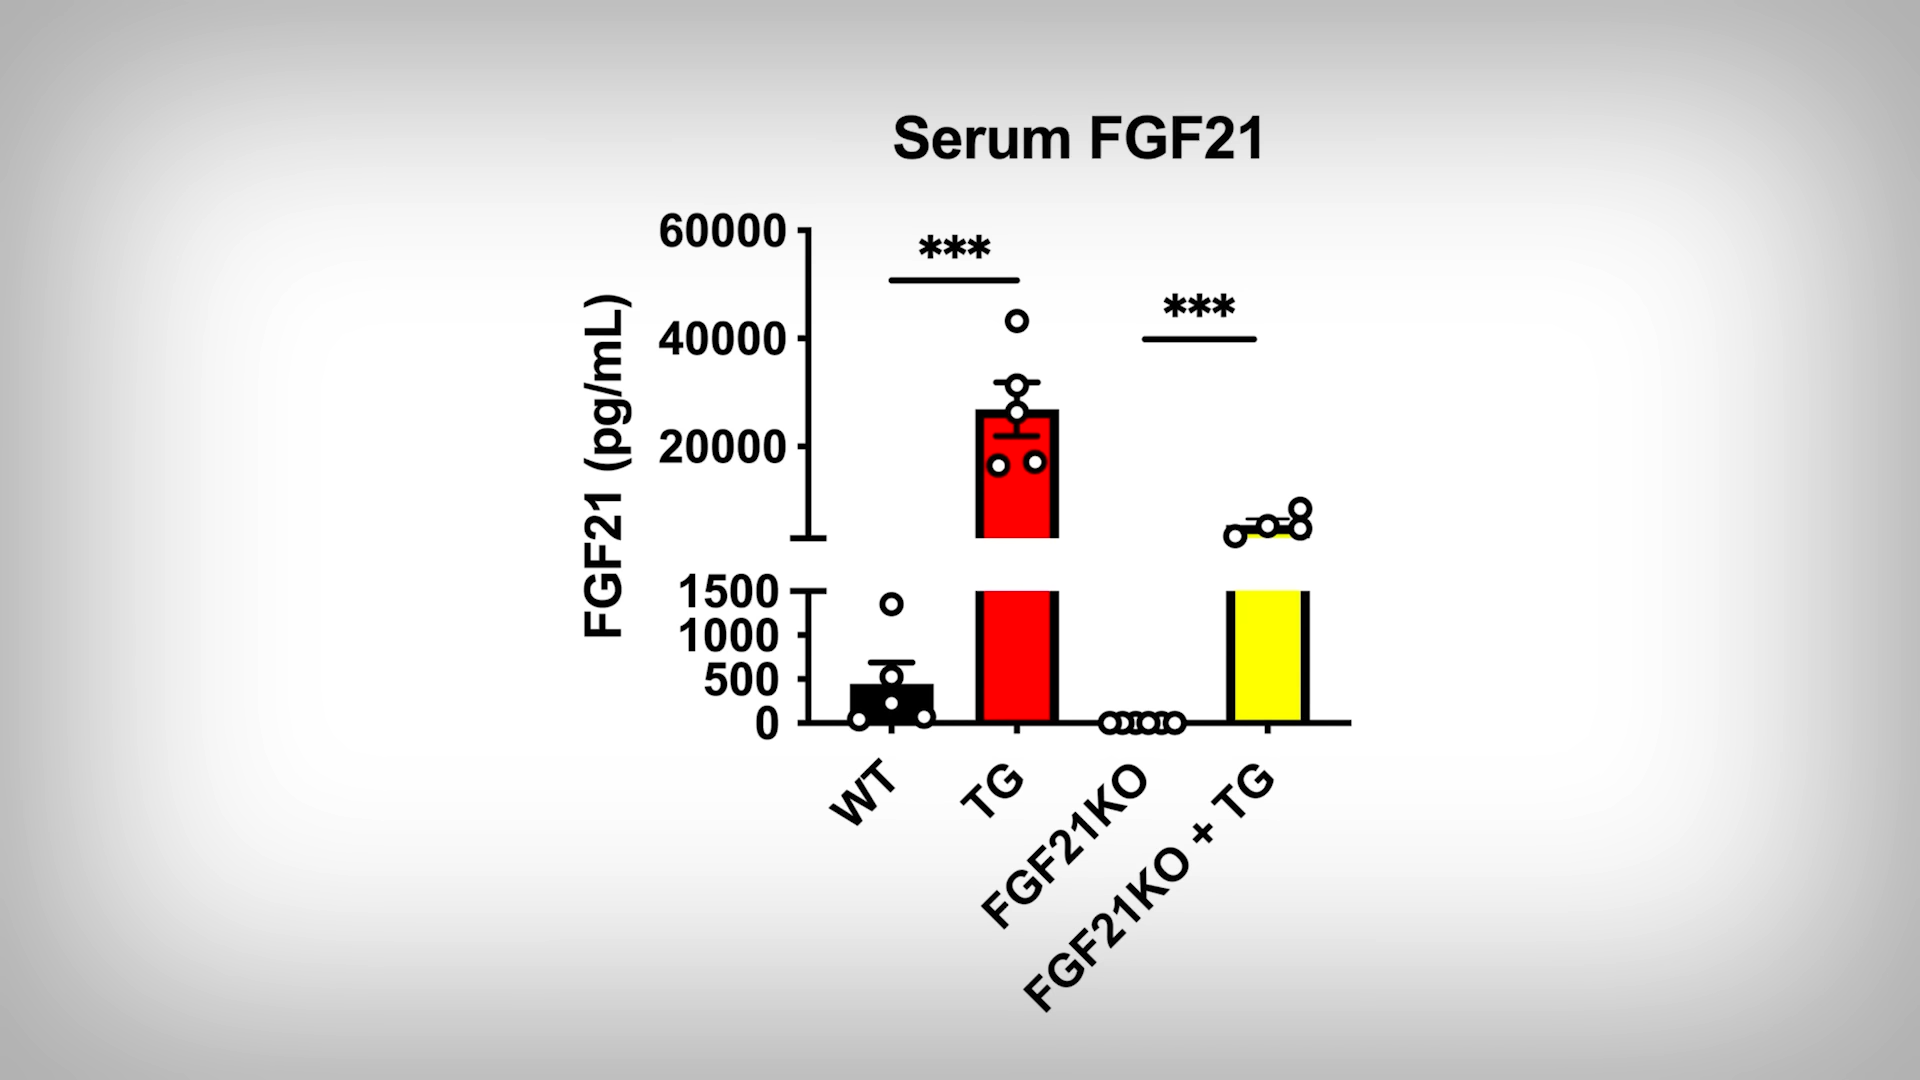 Serum FGF21
FGF21 (pg/mL)
60000
40000
20000
1500
1000
500
0
***
***
WT
TG
FGF21KO
FGF21KO + TG